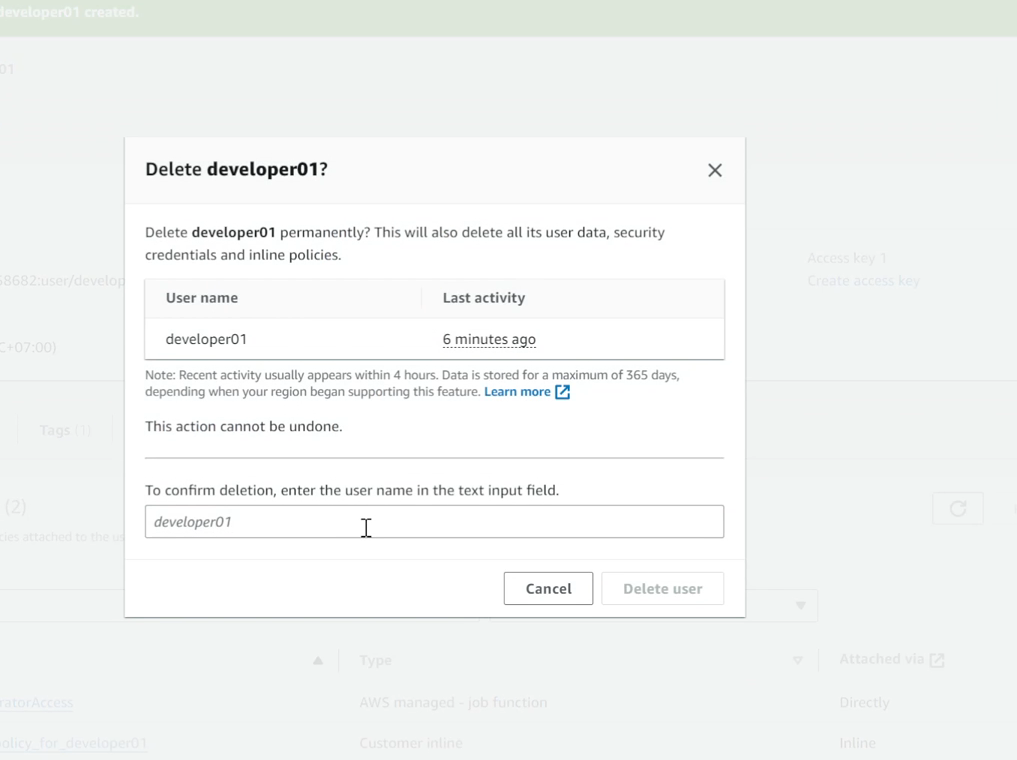 developer01 created.
01
Delete developer01?
Delete developer01 permanently? This will also delete all its user data, security
credentials and inline policies.
Access key 1
58682:user/develop
Create access key
User name Last activity
developer01 6 minutes ago
C+07:00)
Note: Recent activity usually appears within 4 hours. Data is stored for a maximum of 365 days,
depending when your region began supporting this feature. Learn more
This action cannot be undone.
Tags (1)
To confirm deletion, enter the user name in the text input field.
(2)
developer01
cies attached to the us
Cancel Delete user
Type Attached via
ratorAccess AWS managed - job function Directly
olicy_for_developer01 Customer inline Inline